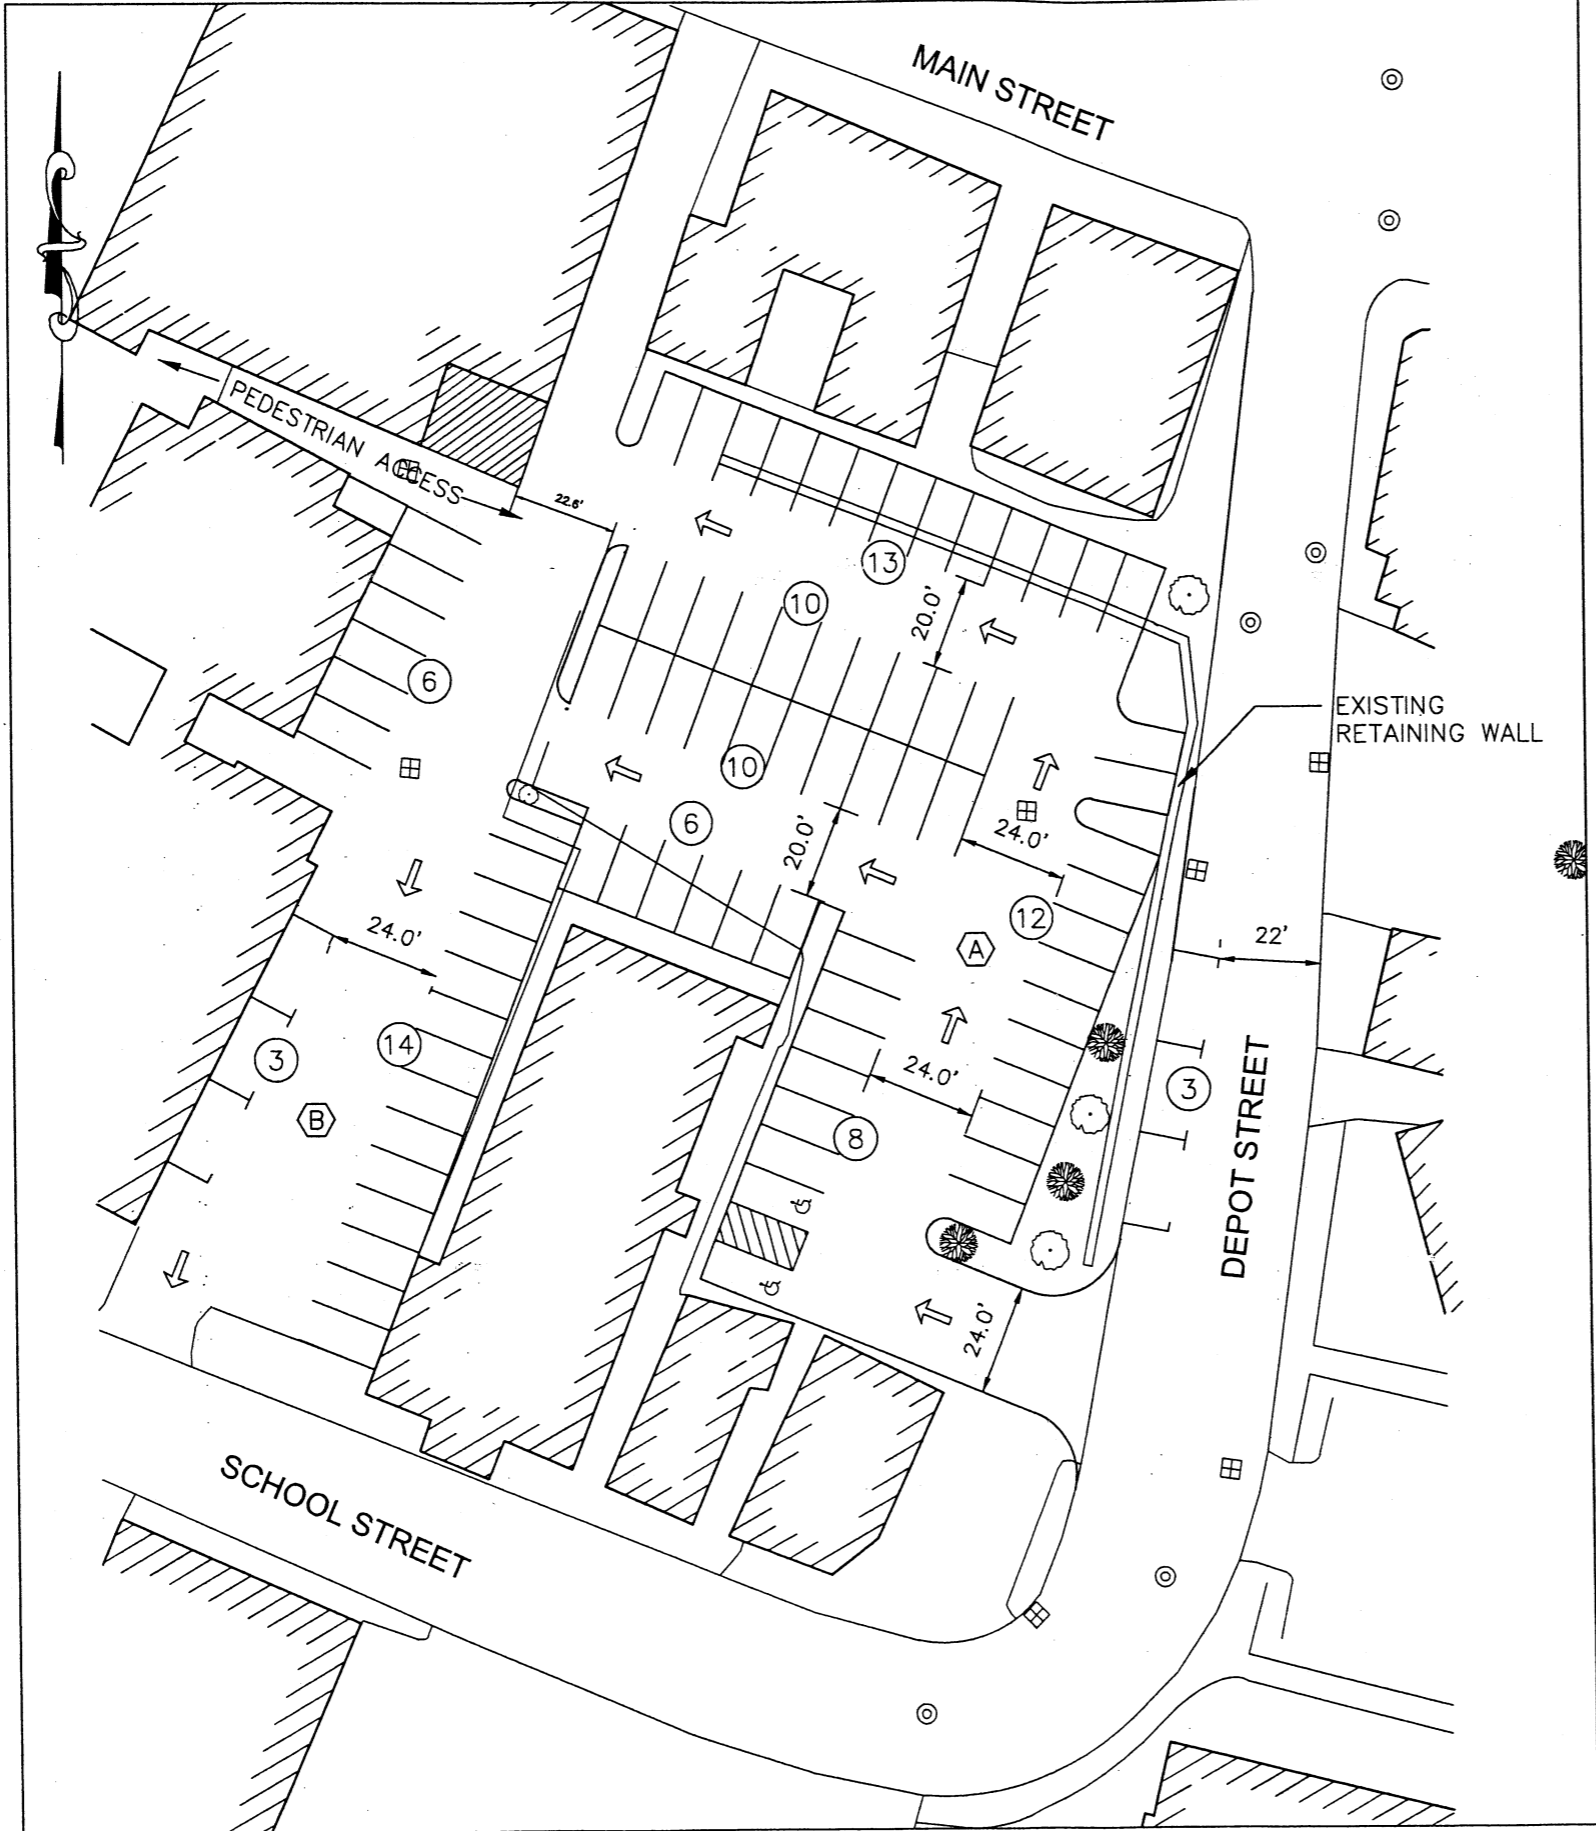 MAIN STREET
PEDESTRIAN ACCESS
22.6'
13
10
20.0'
6
EXISTING
RETAINING WALL
10
6
20.0'
24.0'
12
A
22'
24.0'
14
3
B
24.0'
8
3
DEPOT STREET
24.0'
SCHOOL STREET